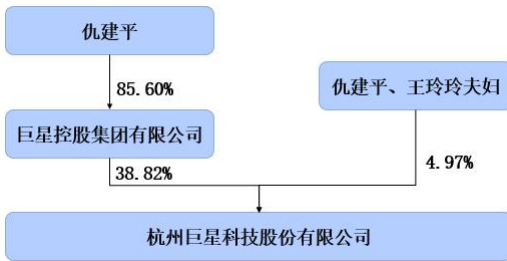 仇建平
85.60%
仇建平、王玲玲夫妇
巨星控股集团有限公司
38.82%
4.97%
杭州巨星科技股份有限公司